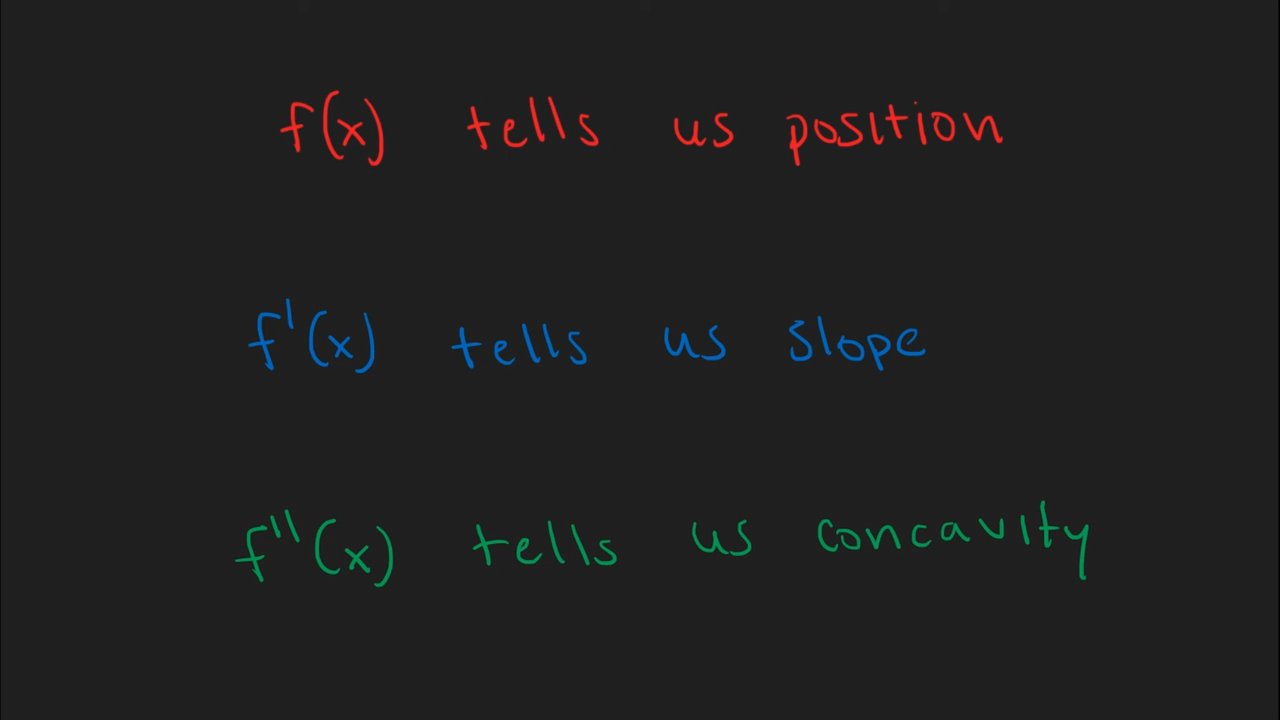 f(x) tells us position
f'(x) tells us slope
f''(x) tells us concavity